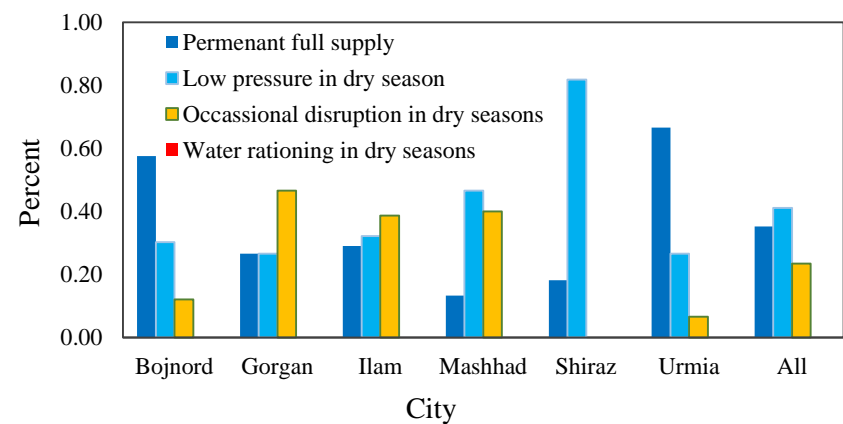 1.00
0.80
0.60
0.40
0.20
0.00
Percent
Permenant full supply
Low pressure in dry season
Occassional disruption in dry seasons
Water rationing in dry seasons
Bojnord Gorgan Ilam Mashhad Shiraz Urmia All
City